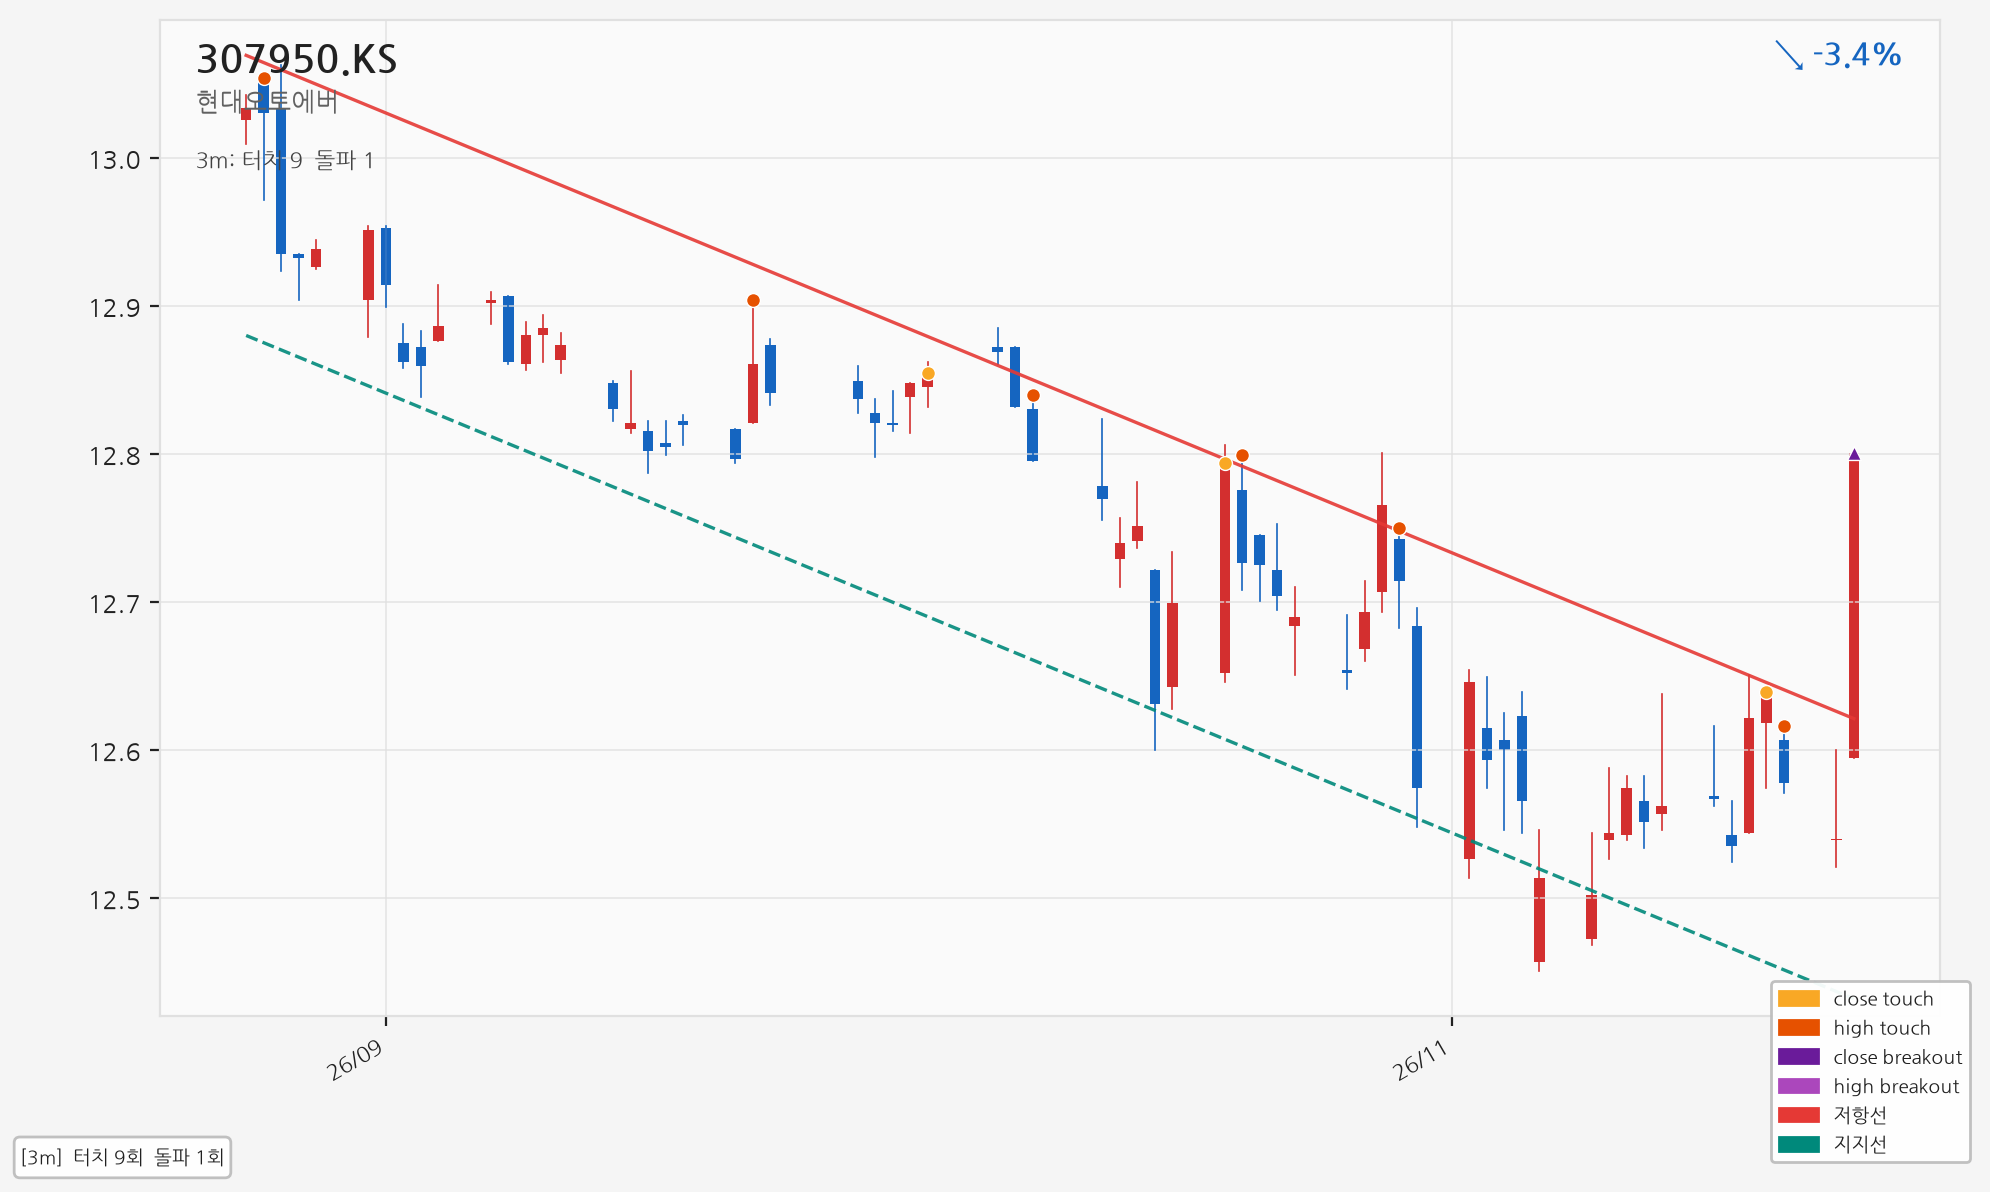 307950.KS
현대오토에버
3m: 터치 9 돌파 1
-3.4%
13.0
12.9
12.8
12.7
12.6
12.5
26/09
26/11
close touch
high touch
close breakout
high breakout
저항선
지지선
[3m] 터치 9회 돌파 1회